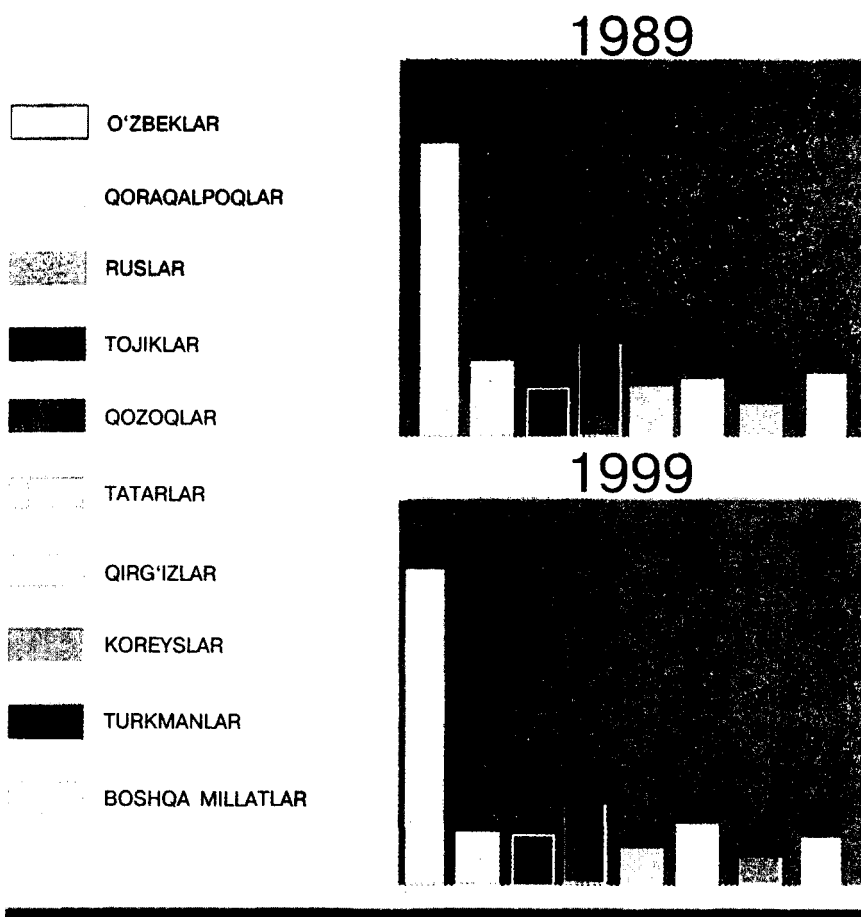 1989
O‘ZBEKLAR
QORAQALPOQLAR
RUSLAR
TOJIKLAR
QOZOQLAR
TATARLAR
QIRG‘IZLAR
KOREYSLAR
TURKMANLAR
BOSHQA MILLATLAR
1999